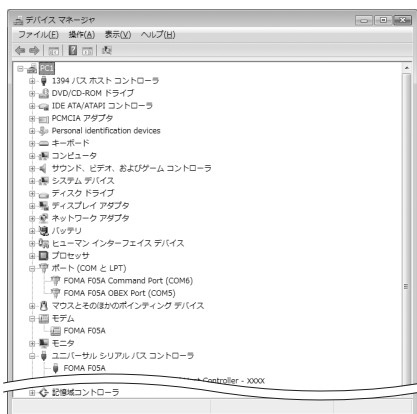 デバイス マネージャ
ファイル(F) 操作(A) 表示(V) ヘルプ(H)
PC1
1394 バス ホスト コントローラ
DVD/CD-ROM ドライブ
IDE ATA/ATAPI コントローラ
PCMCIA アダプタ
Personal identification devices
キーボード
コンピュータ
サウンド、ビデオ、およびゲーム コントローラ
システム デバイス
ディスク ドライブ
ディスプレイ アダプタ
ネットワーク アダプタ
バッテリ
ヒューマン インターフェイス デバイス
プロセッサ
ポート (COM と LPT)
FOMA F05A Command Port (COM6)
FOMA F05A OBEX Port (COM5)
マウスとそのほかのポインティング デバイス
モデム
FOMA F05A
モニタ
ユニバーサル シリアル バス コントローラ
FOMA F05A
Controller - XXXX
記憶域コントローラ